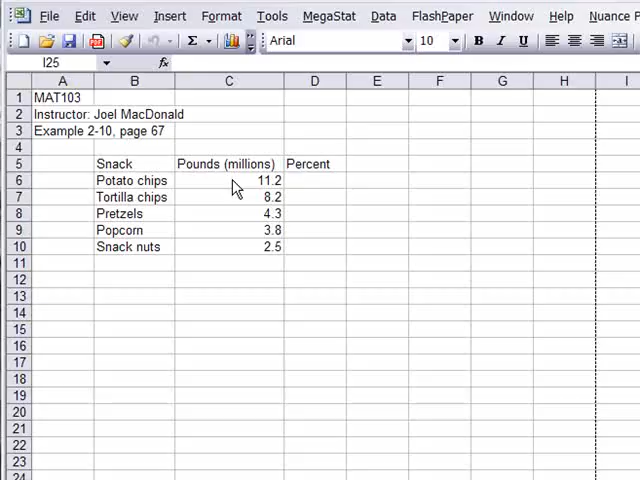 File Edit View Insert Format Tools MegaStat Data FlashPaper Window Help Nuance
Arial 10 B I U
I25 fx
A B C D E F G H I
1 MAT103
2 Instructor: Joel MacDonald
3 Example 2-10, page 67
4
5 Snack Pounds (millions) Percent
6 Potato chips 11.2
7 Tortilla chips 8.2
8 Pretzels 4.3
9 Popcorn 3.8
10 Snack nuts 2.5
11
12
13
14
15
16
17
18
19
20
21
22
23
24